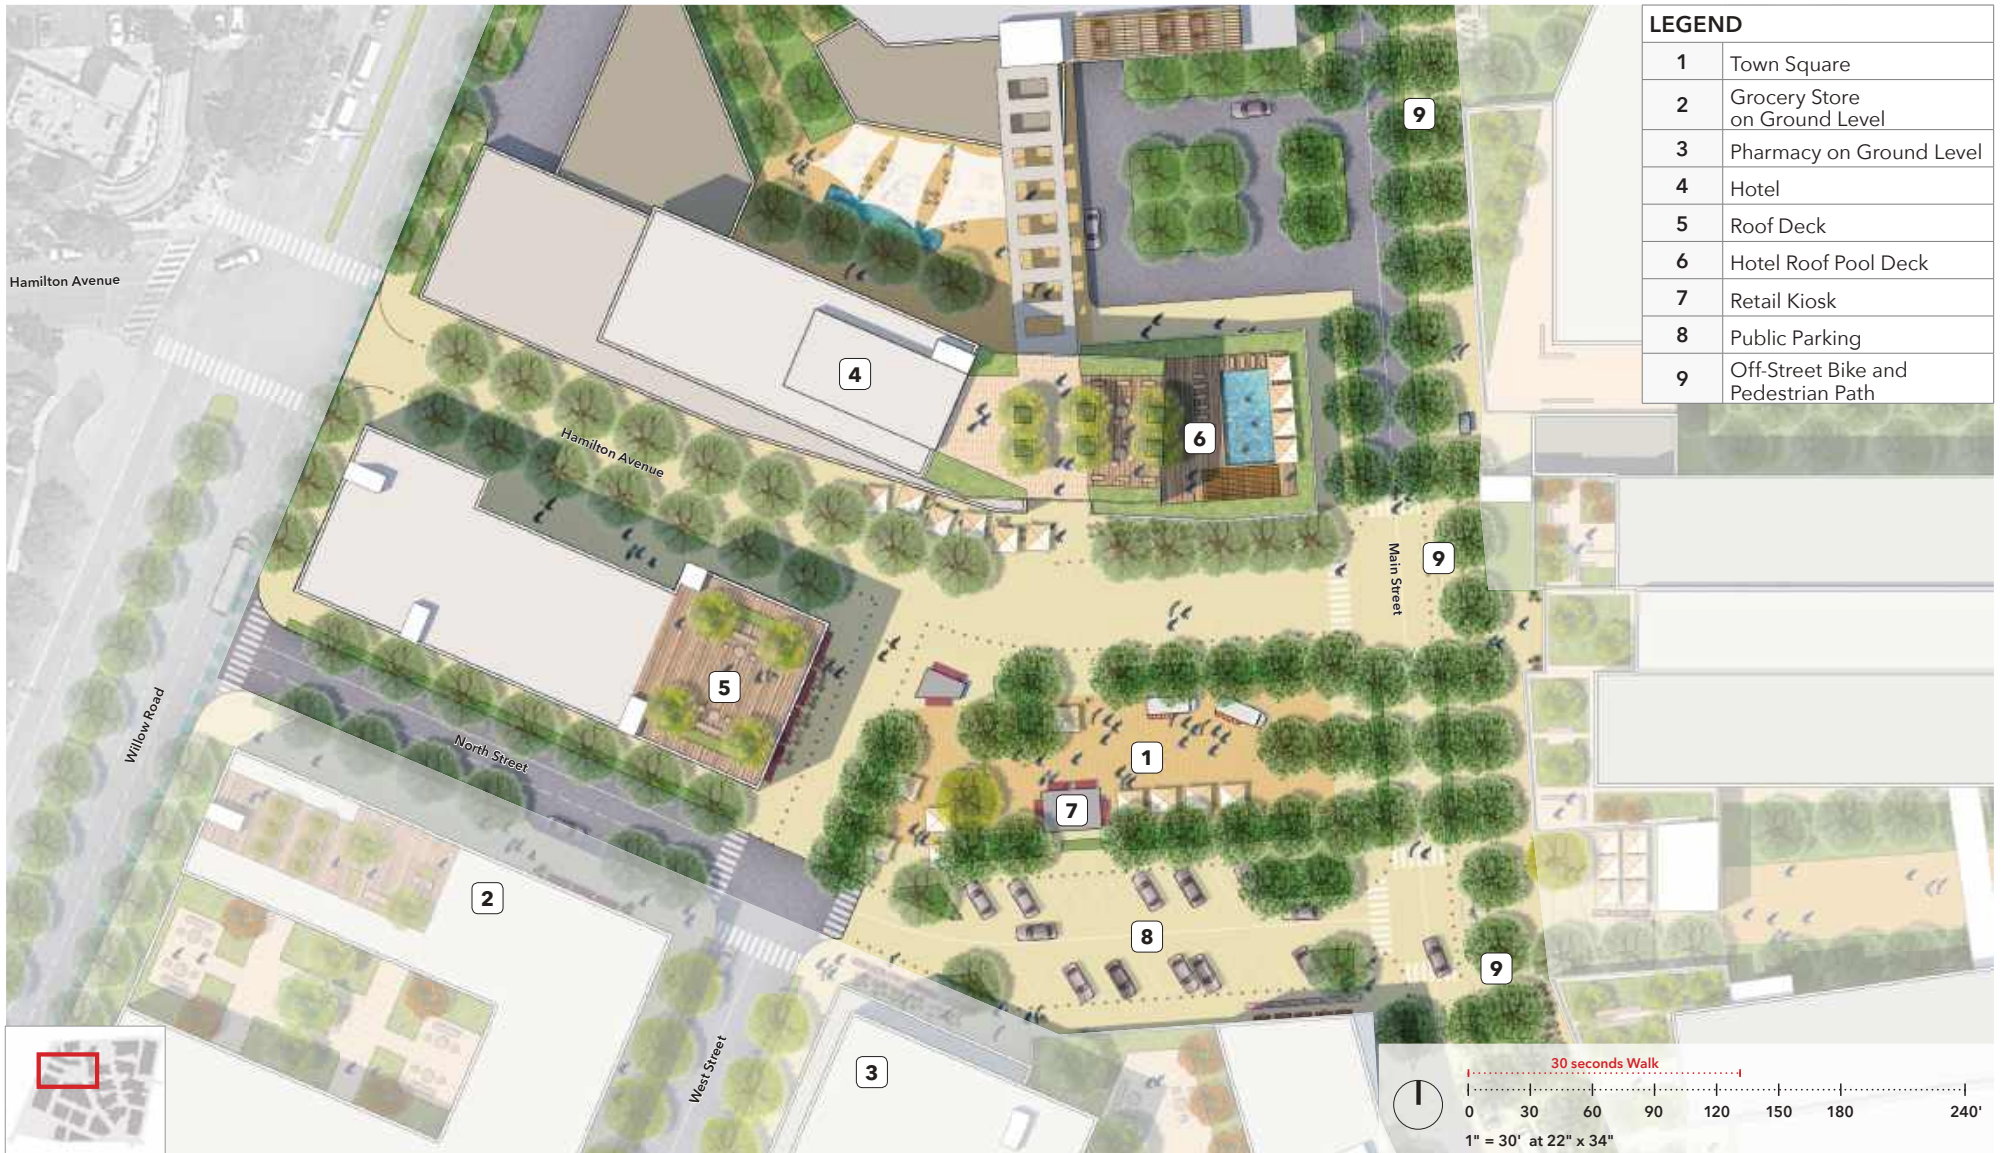 LEGEND
1 Town Square
2 Grocery Store
on Ground Level
3 Pharmacy on Ground Level
4 Hotel
5 Roof Deck
6 Hotel Roof Pool Deck
7 Retail Kiosk
8 Public Parking
9 Off-Street Bike and
Pedestrian Path
9
Hamilton Avenue
4
6
Hamilton Avenue
Main Street
9
5
Willow Road
North Street
1
7
2
8
9
West Street
3
30 seconds Walk
0 30 60 90 120 150 180 240'
1" = 30' at 22" x 34"